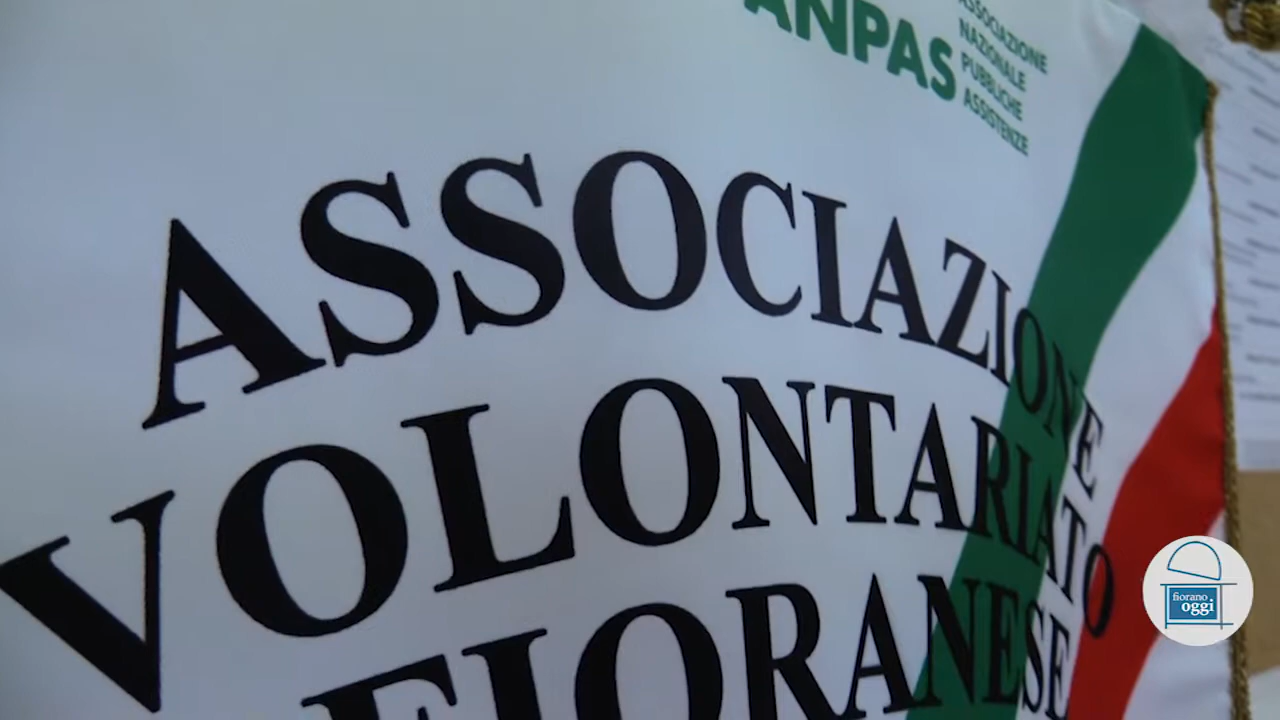 ANPAS
ASSOCIAZIONE
NAZIONALE
PUBBLICHE
ASSISTENZE
ASSOCIAZIONE
VOLONTARIATO
FIORANESE
fiorano
oggi